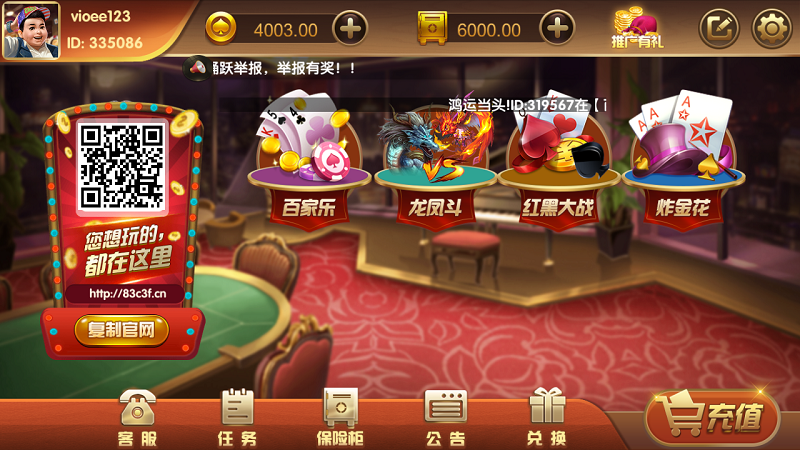 vioee123
ID: 335086
4003.00
6000.00
推广有礼
踊跃举报，举报有奖！！
鸿运当头!ID:319567在【
百家乐
龙凤斗
VS
红黑大战
炸金花
您想玩的，
都在这里
http://83c3f.cn
复制官网
客服
任务
保险柜
公告
兑换
充值